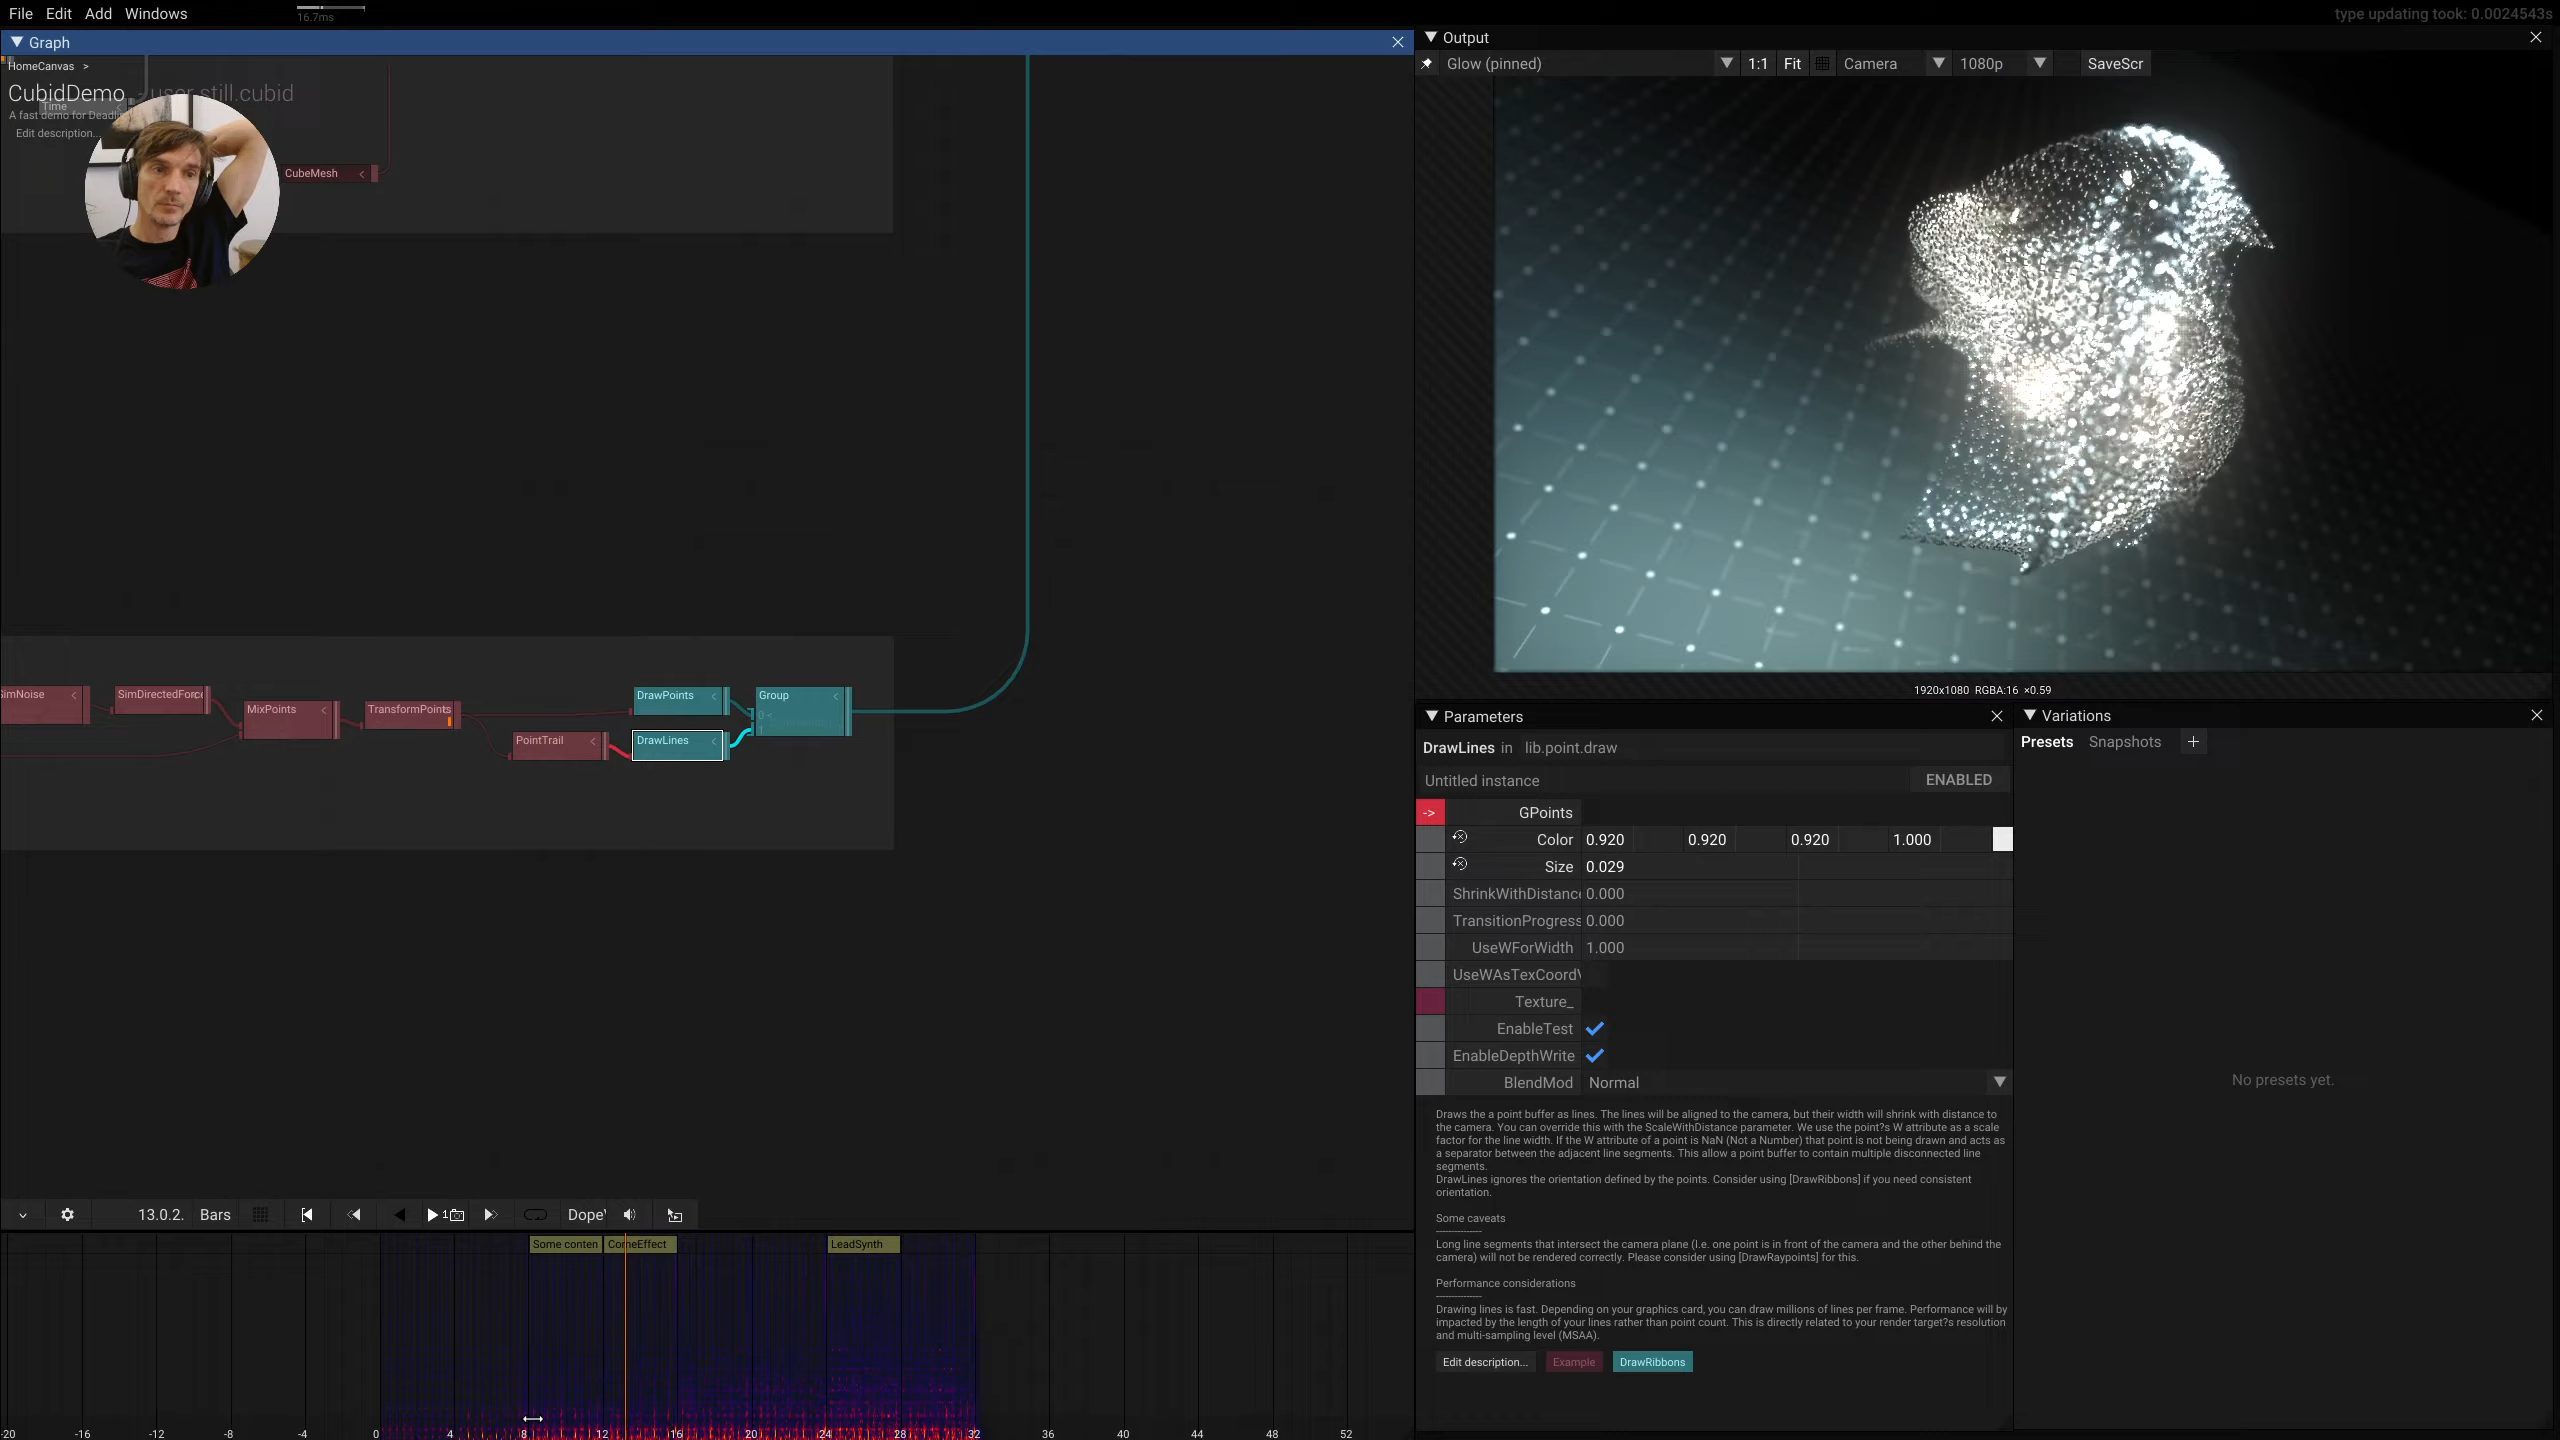 File Edit Add Windows
16.7ms
type updating took: 0.0024543s
Graph
HomeCanvas >
CubidDemo - user.still.cubid
Time
A fast demo for Deadli
Edit description...
CubeMesh
SimNoise
SimDirectedForce
MixPoints
TransformPoints
PointTrail
DrawPoints
DrawLines
Group
Output
Glow (pinned) 1:1 Fit Camera 1080p SaveScr
1920x1080 RGBA:16 ×0.59
Parameters
DrawLines in lib.point.draw
Untitled instance ENABLED
-> GPoints
Color 0.920 0.920 0.920 1.000
Size 0.029
ShrinkWithDistance 0.000
TransitionProgress 0.000
UseWForWidth 1.000
UseWAsTexCoordV
Texture_
EnableTest
EnableDepthWrite
BlendMod Normal
Draws the a point buffer as lines. The lines will be aligned to the camera, but their width will shrink with distance to
the camera. You can override this with the ScaleWithDistance parameter. We use the point?s W attribute as a scale
factor for the line width. If the W attribute of a point is NaN (Not a Number) that point is not being drawn and acts as
a separator between the adjacent line segments. This allow a point buffer to contain multiple disconnected line
segments.
DrawLines ignores the orientation defined by the points. Consider using [DrawRibbons] if you need consistent
orientation.
Some caveats
---------------
Long line segments that intersect the camera plane (I.e. one point is in front of the camera and the other behind the
camera) will not be rendered correctly. Please consider using [DrawRaypoints] for this.
Performance considerations
---------------
Drawing lines is fast. Depending on your graphics card, you can draw millions of lines per frame. Performance will by
impacted by the length of your lines rather than point count. This is directly related to your render target?s resolution
and multi-sampling level (MSAA).
Edit description... Example DrawRibbons
Variations
Presets Snapshots +
No presets yet.
13.0.2. Bars 1 Dope
Some conten ComeEffect LeadSynth
-20 -16 -12 -8 -4 0 4 8 12 16 20 24 28 32 36 40 44 48 52